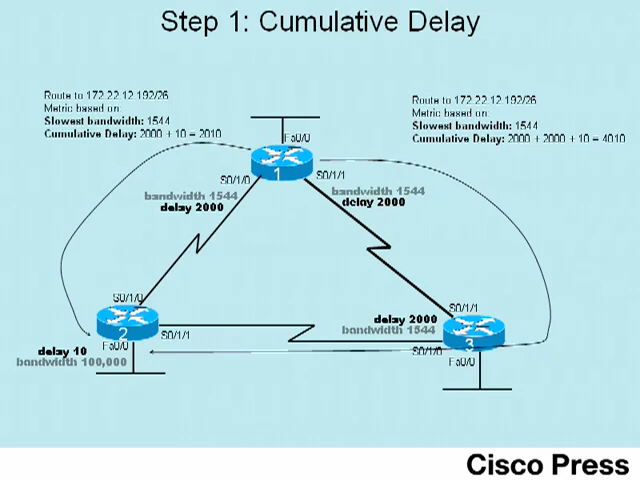 Step 1: Cumulative Delay
Route to 172.22.12.192/26
Metric based on:
Slowest bandwidth: 1544
Cumulative Delay: 2000 + 10 = 2010
Route to 172.22.12.192/26
Metric based on:
Slowest bandwidth: 1544
Cumulative Delay: 2000 + 2000 + 10 = 4010
Fa0/0
1
S0/1/0
S0/1/1
bandwidth 1544
delay 2000
bandwidth 1544
delay 2000
S0/1/0
2
S0/1/1
Fa0/0
delay 10
bandwidth 100,000
S0/1/1
delay 2000
bandwidth 1544
3
S0/1/0
Fa0/0
Cisco Press